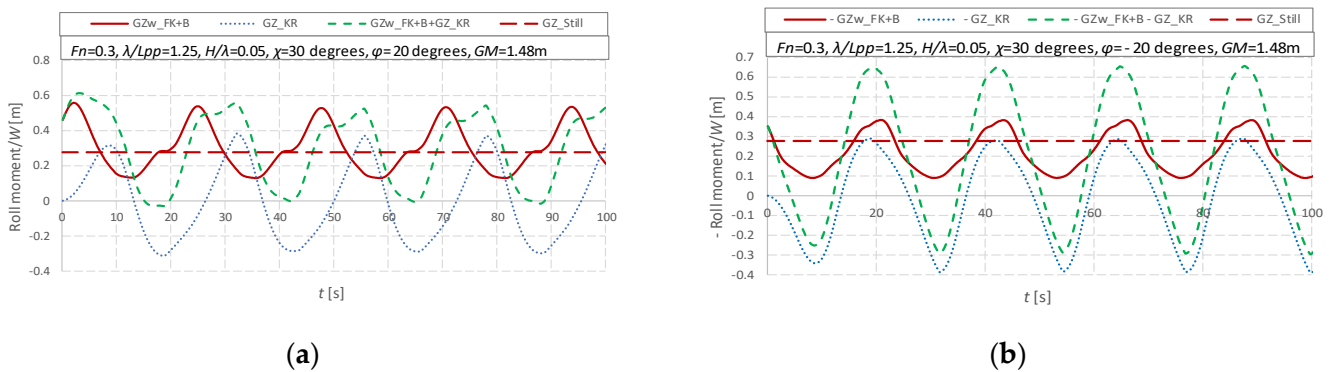 GZw_FK+B GZ_KR GZw_FK+B+GZ_KR GZ_Still
Fn=0.3, λ/Lpp=1.25, H/λ=0.05, χ=30 degrees, φ=20 degrees, GM=1.48m
Roll moment/W [m]
0.8
0.6
0.4
0.2
0
-0.2
-0.4
0 10 20 30 40 50 60 70 80 90 100
t [s]
(a)
- GZw_FK+B - GZ_KR - GZw_FK+B - GZ_KR GZ_Still
Fn=0.3, λ/Lpp=1.25, H/λ=0.05, χ=30 degrees, φ= - 20 degrees, GM=1.48m
- Roll moment/W [m]
0.7
0.6
0.5
0.4
0.3
0.2
0.1
0
-0.1
-0.2
-0.3
-0.4
0 20 40 60 80 100
t [s]
(b)